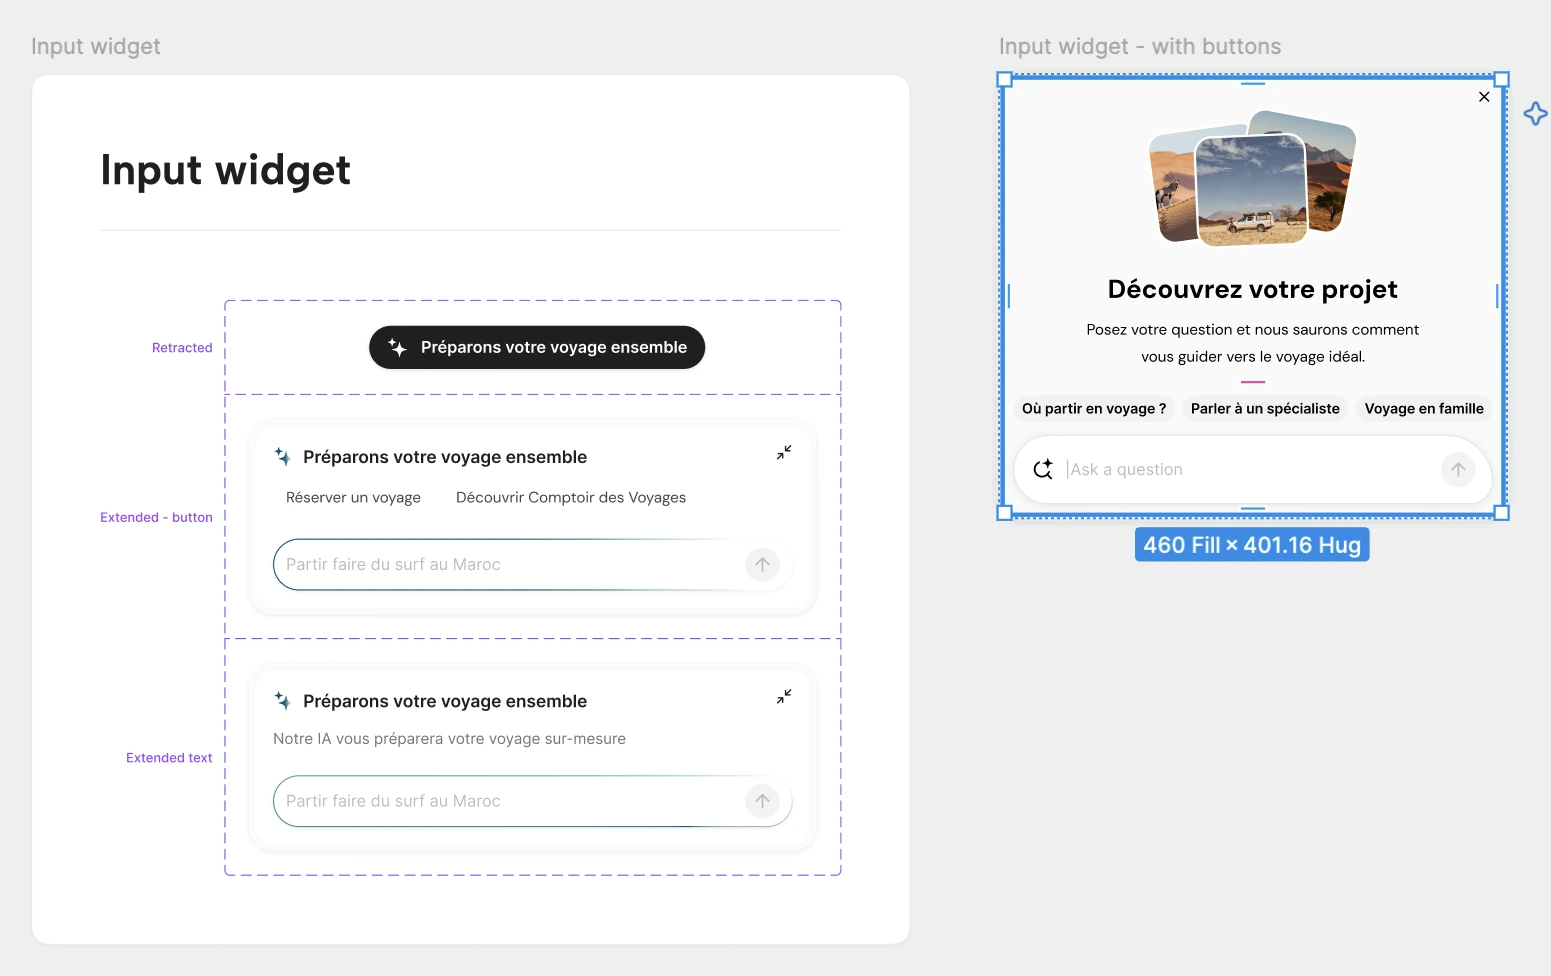 Input widget
Input widget
Retracted
Préparons votre voyage ensemble
Extended - button
Préparons votre voyage ensemble
Réserver un voyage
Découvrir Comptoir des Voyages
Partir faire du surf au Maroc
Extended text
Préparons votre voyage ensemble
Notre IA vous préparera votre voyage sur-mesure
Partir faire du surf au Maroc
Input widget - with buttons
Découvrez votre projet
Posez votre question et nous saurons comment
vous guider vers le voyage idéal.
Où partir en voyage ?
Parler à un spécialiste
Voyage en famille
Ask a question
460 Fill × 401.16 Hug